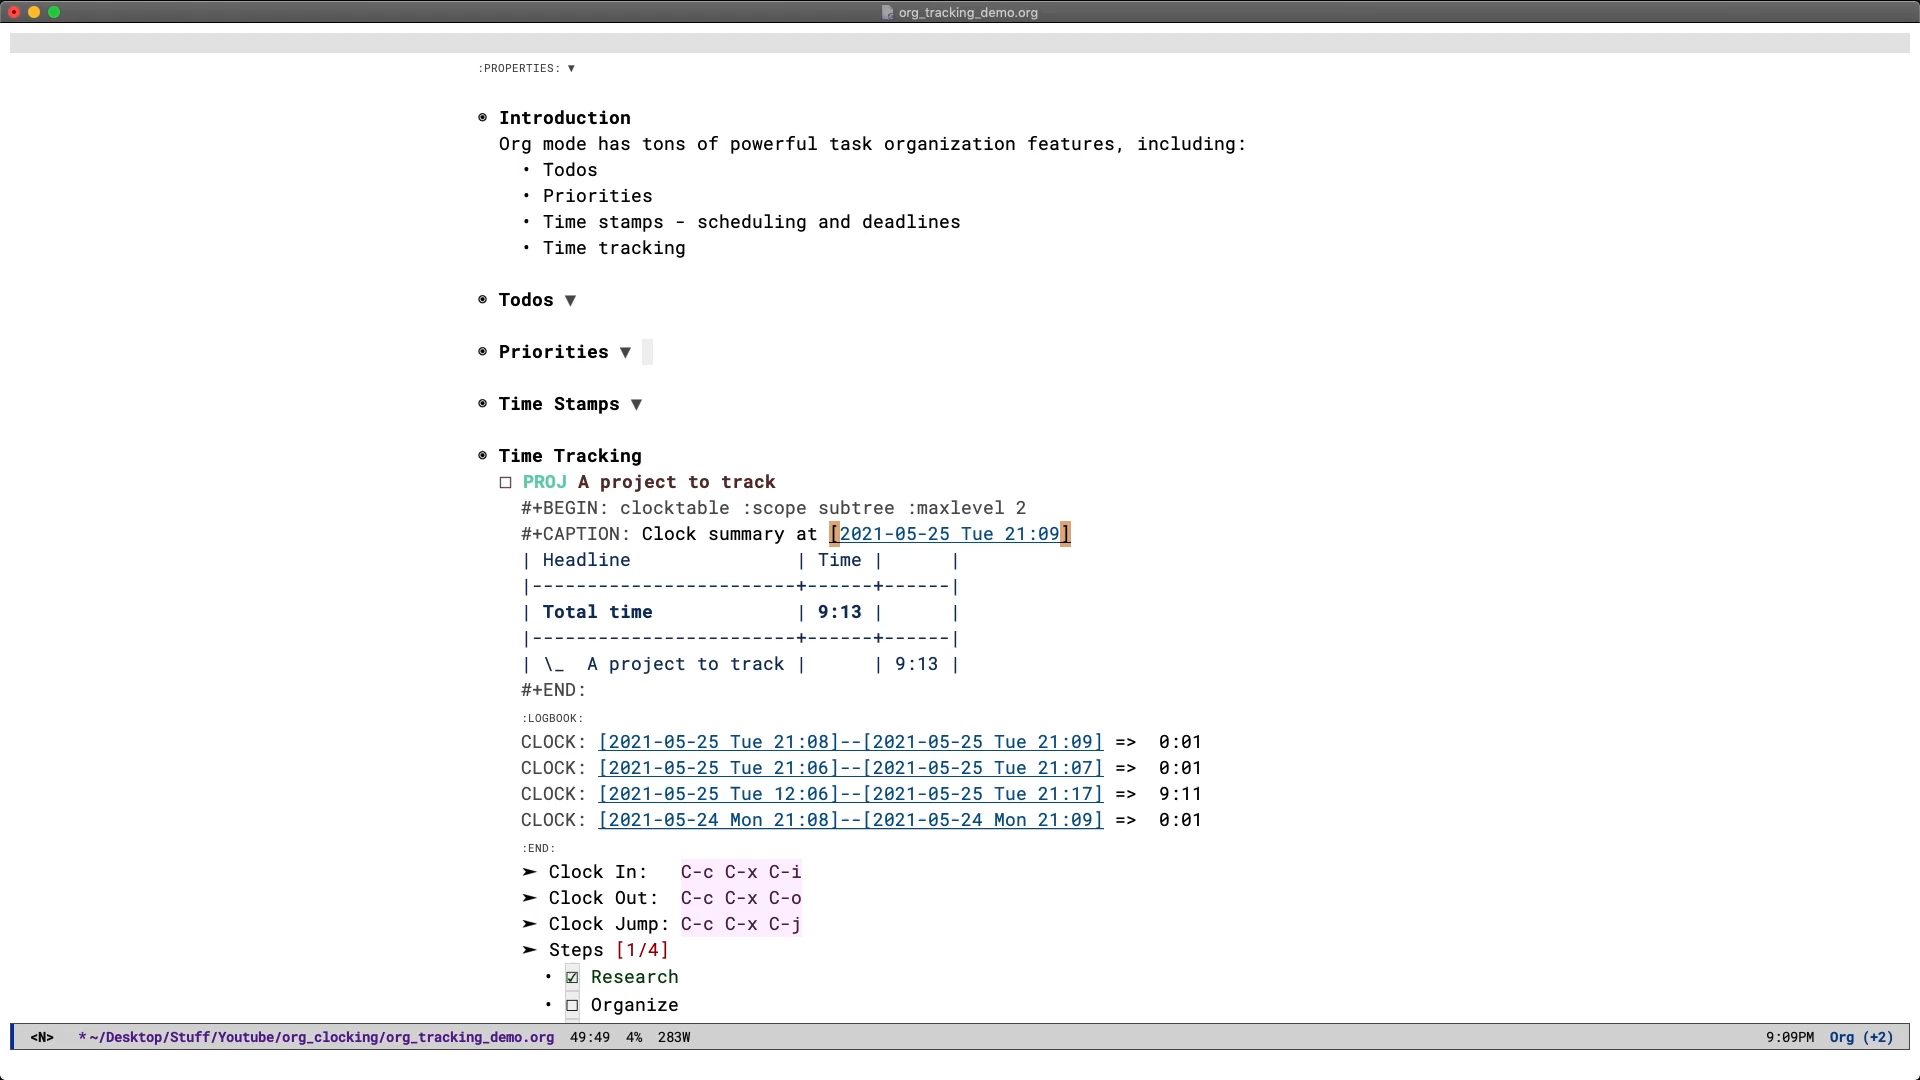 org_tracking_demo.org
:PROPERTIES: ▼
◉ Introduction
Org mode has tons of powerful task organization features, including:
• Todos
• Priorities
• Time stamps - scheduling and deadlines
• Time tracking
◉ Todos ▼
◉ Priorities ▼
◉ Time Stamps ▼
◉ Time Tracking
□ PROJ A project to track
#+BEGIN: clocktable :scope subtree :maxlevel 2
#+CAPTION: Clock summary at [2021-05-25 Tue 21:09]
| Headline               | Time |      |
|------------------------+------+------|
| Total time             | 9:13 |      |
|------------------------+------+------|
| \_  A project to track |      | 9:13 |
#+END:
:LOGBOOK:
CLOCK: [2021-05-25 Tue 21:08]--[2021-05-25 Tue 21:09] =>  0:01
CLOCK: [2021-05-25 Tue 21:06]--[2021-05-25 Tue 21:07] =>  0:01
CLOCK: [2021-05-25 Tue 12:06]--[2021-05-25 Tue 21:17] =>  9:11
CLOCK: [2021-05-24 Mon 21:08]--[2021-05-24 Mon 21:09] =>  0:01
:END:
➤ Clock In:   C-c C-x C-i
➤ Clock Out:  C-c C-x C-o
➤ Clock Jump: C-c C-x C-j
➤ Steps [1/4]
• ☑ Research
• □ Organize
<N> *~/Desktop/Stuff/Youtube/org_clocking/org_tracking_demo.org 49:49 4% 283W 9:09PM Org (+2)